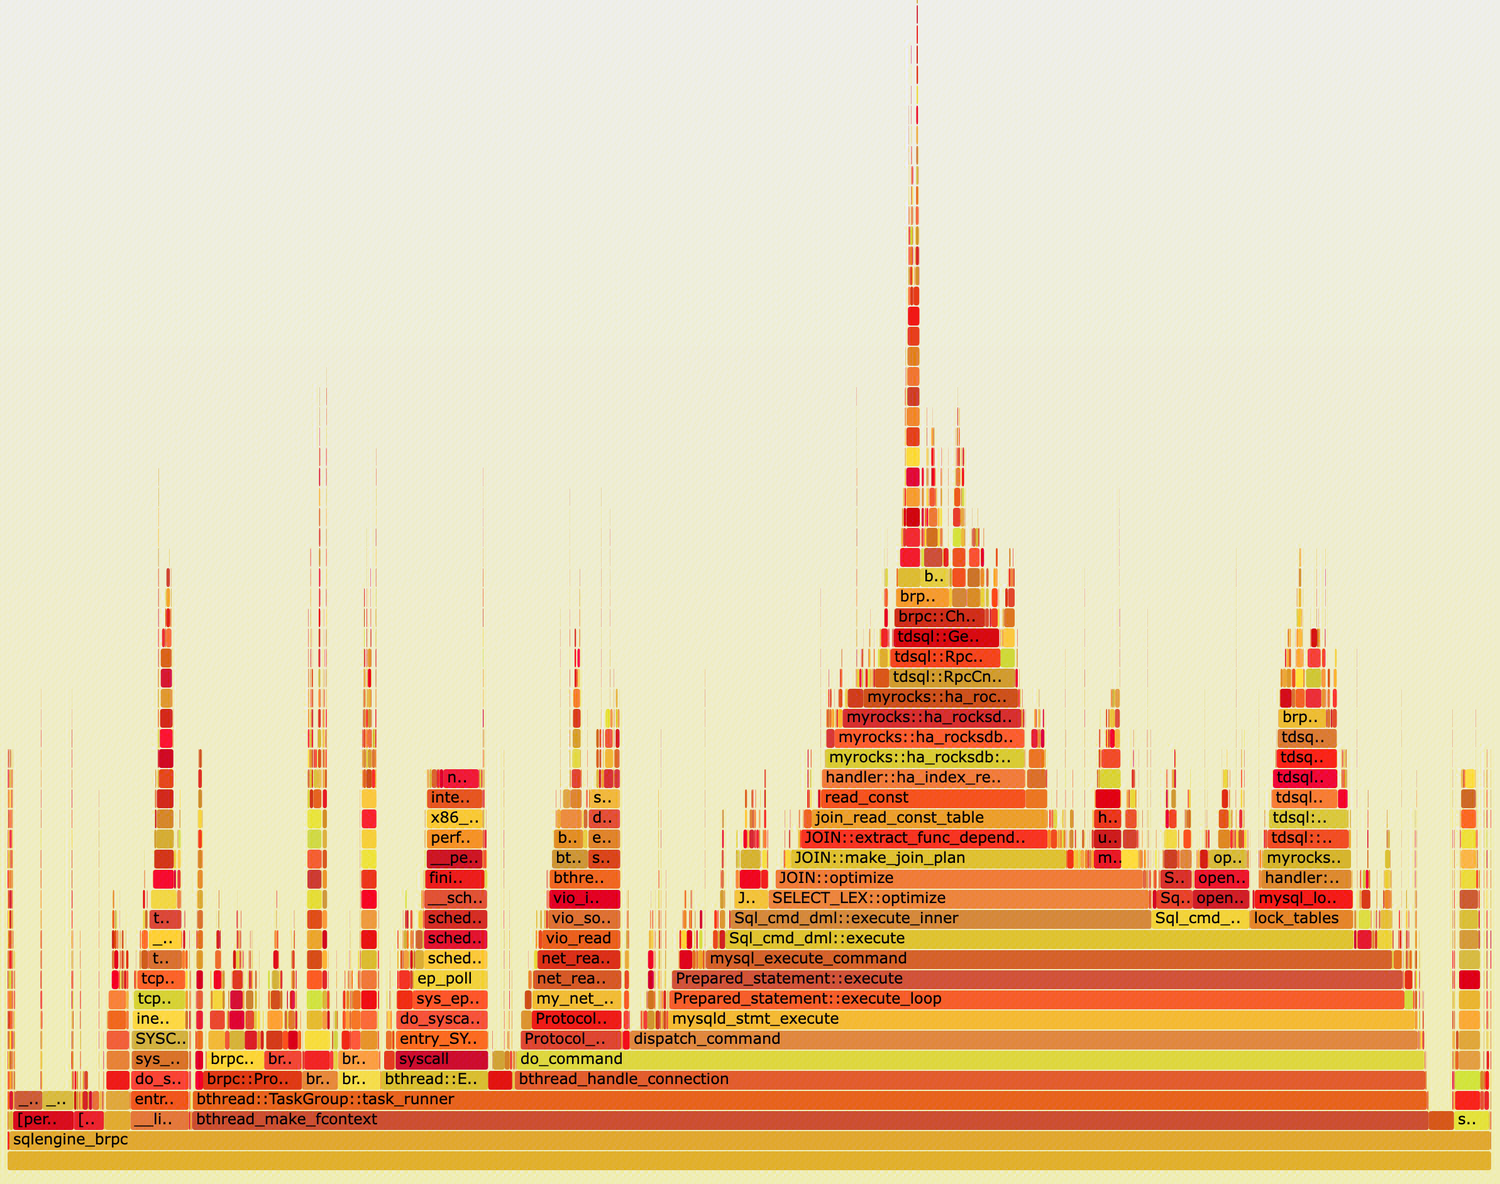 b..
brp..
brpc::Ch..
tdsql::Ge..
tdsql::Rpc..
tdsql::RpcCn..
myrocks::ha_roc..
myrocks::ha_rocksd.. brp..
myrocks::ha_rocksdb.. tdsq..
myrocks::ha_rocksdb:.. tdsq..
n.. handler::ha_index_re.. tdsql..
inte.. s.. read_const tdsql..
x86_.. d.. join_read_const_table h.. tdsql:..
perf.. b.. e.. JOIN::extract_func_depend.. u.. tdsql::..
__pe.. bt.. s.. JOIN::make_join_plan m.. op.. myrocks..
fini.. bthre.. JOIN::optimize S.. open.. handler:..
__sch.. vio_i.. J.. SELECT_LEX::optimize Sq.. open.. mysql_lo..
t.. sched.. vio_so.. Sql_cmd_dml::execute_inner Sql_cmd_.. lock_tables
_.. sched.. vio_read Sql_cmd_dml::execute
t.. sched.. net_rea.. mysql_execute_command
tcp.. ep_poll net_rea.. Prepared_statement::execute
tcp.. sys_ep.. my_net_.. Prepared_statement::execute_loop
ine.. do_sysca.. Protocol.. mysqld_stmt_execute
SYSC.. entry_SY.. Protocol_.. dispatch_command
sys_.. brpc.. br.. br.. syscall do_command
do_s.. brpc::Pro.. br.. br.. bthread::E.. bthread_handle_connection
_.. _.. entr.. bthread::TaskGroup::task_runner
[per.. [.. __li.. bthread_make_fcontext s..
sqlengine_brpc